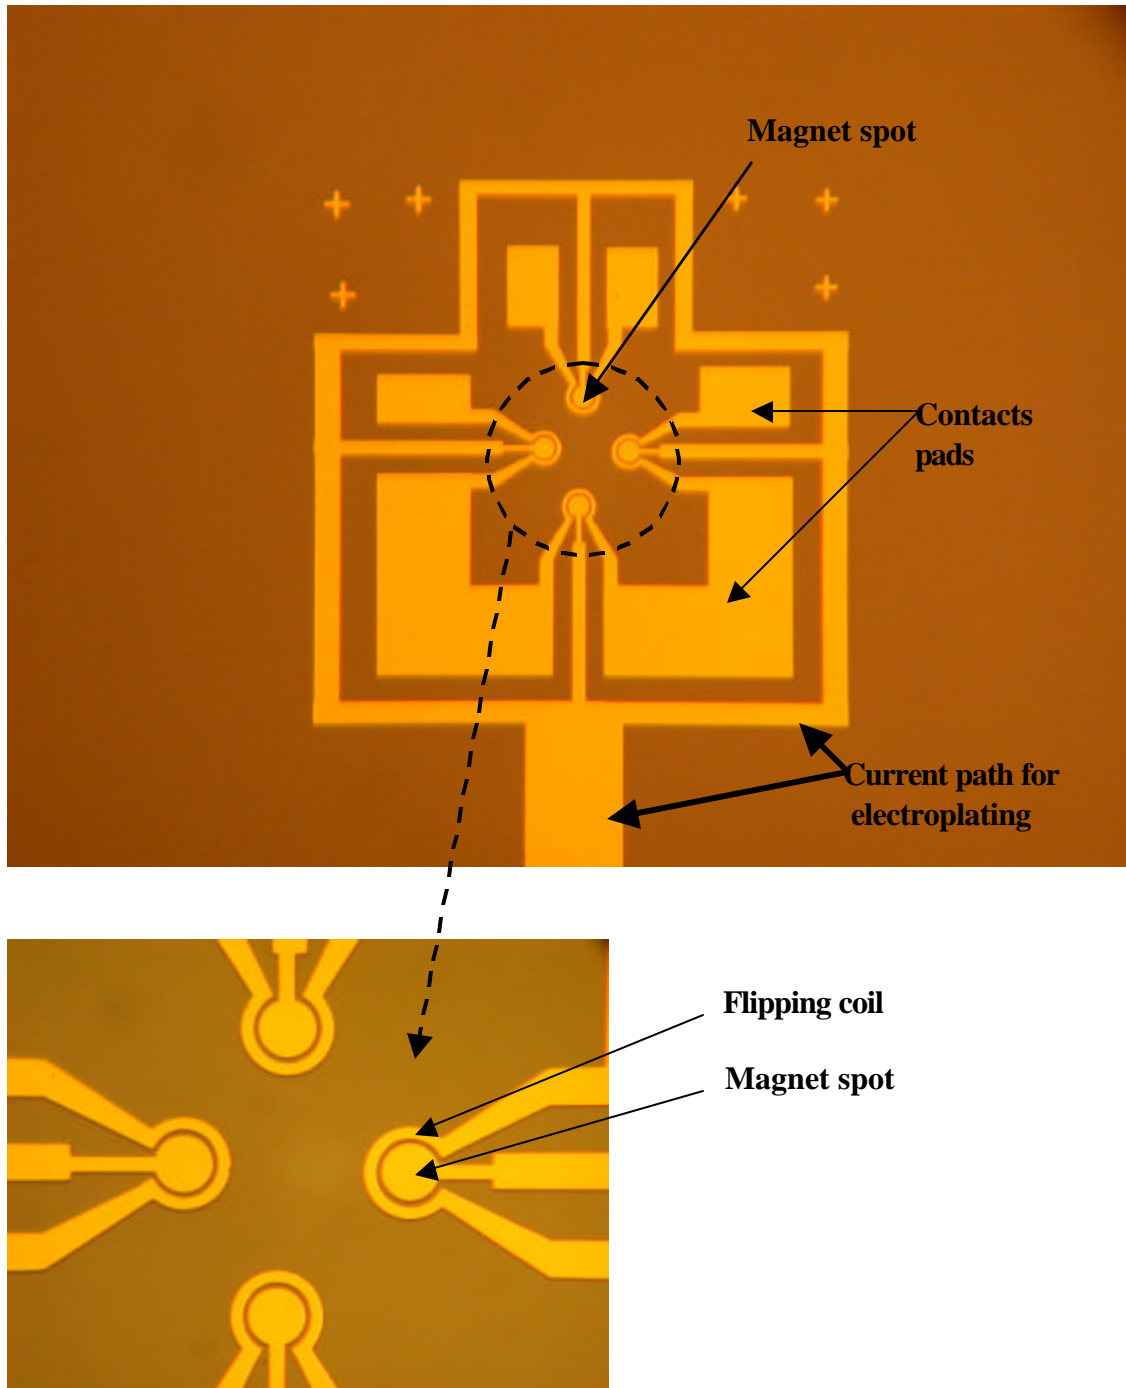 Magnet spot
Contacts
pads
Current path for
electroplating
Flipping coil
Magnet spot